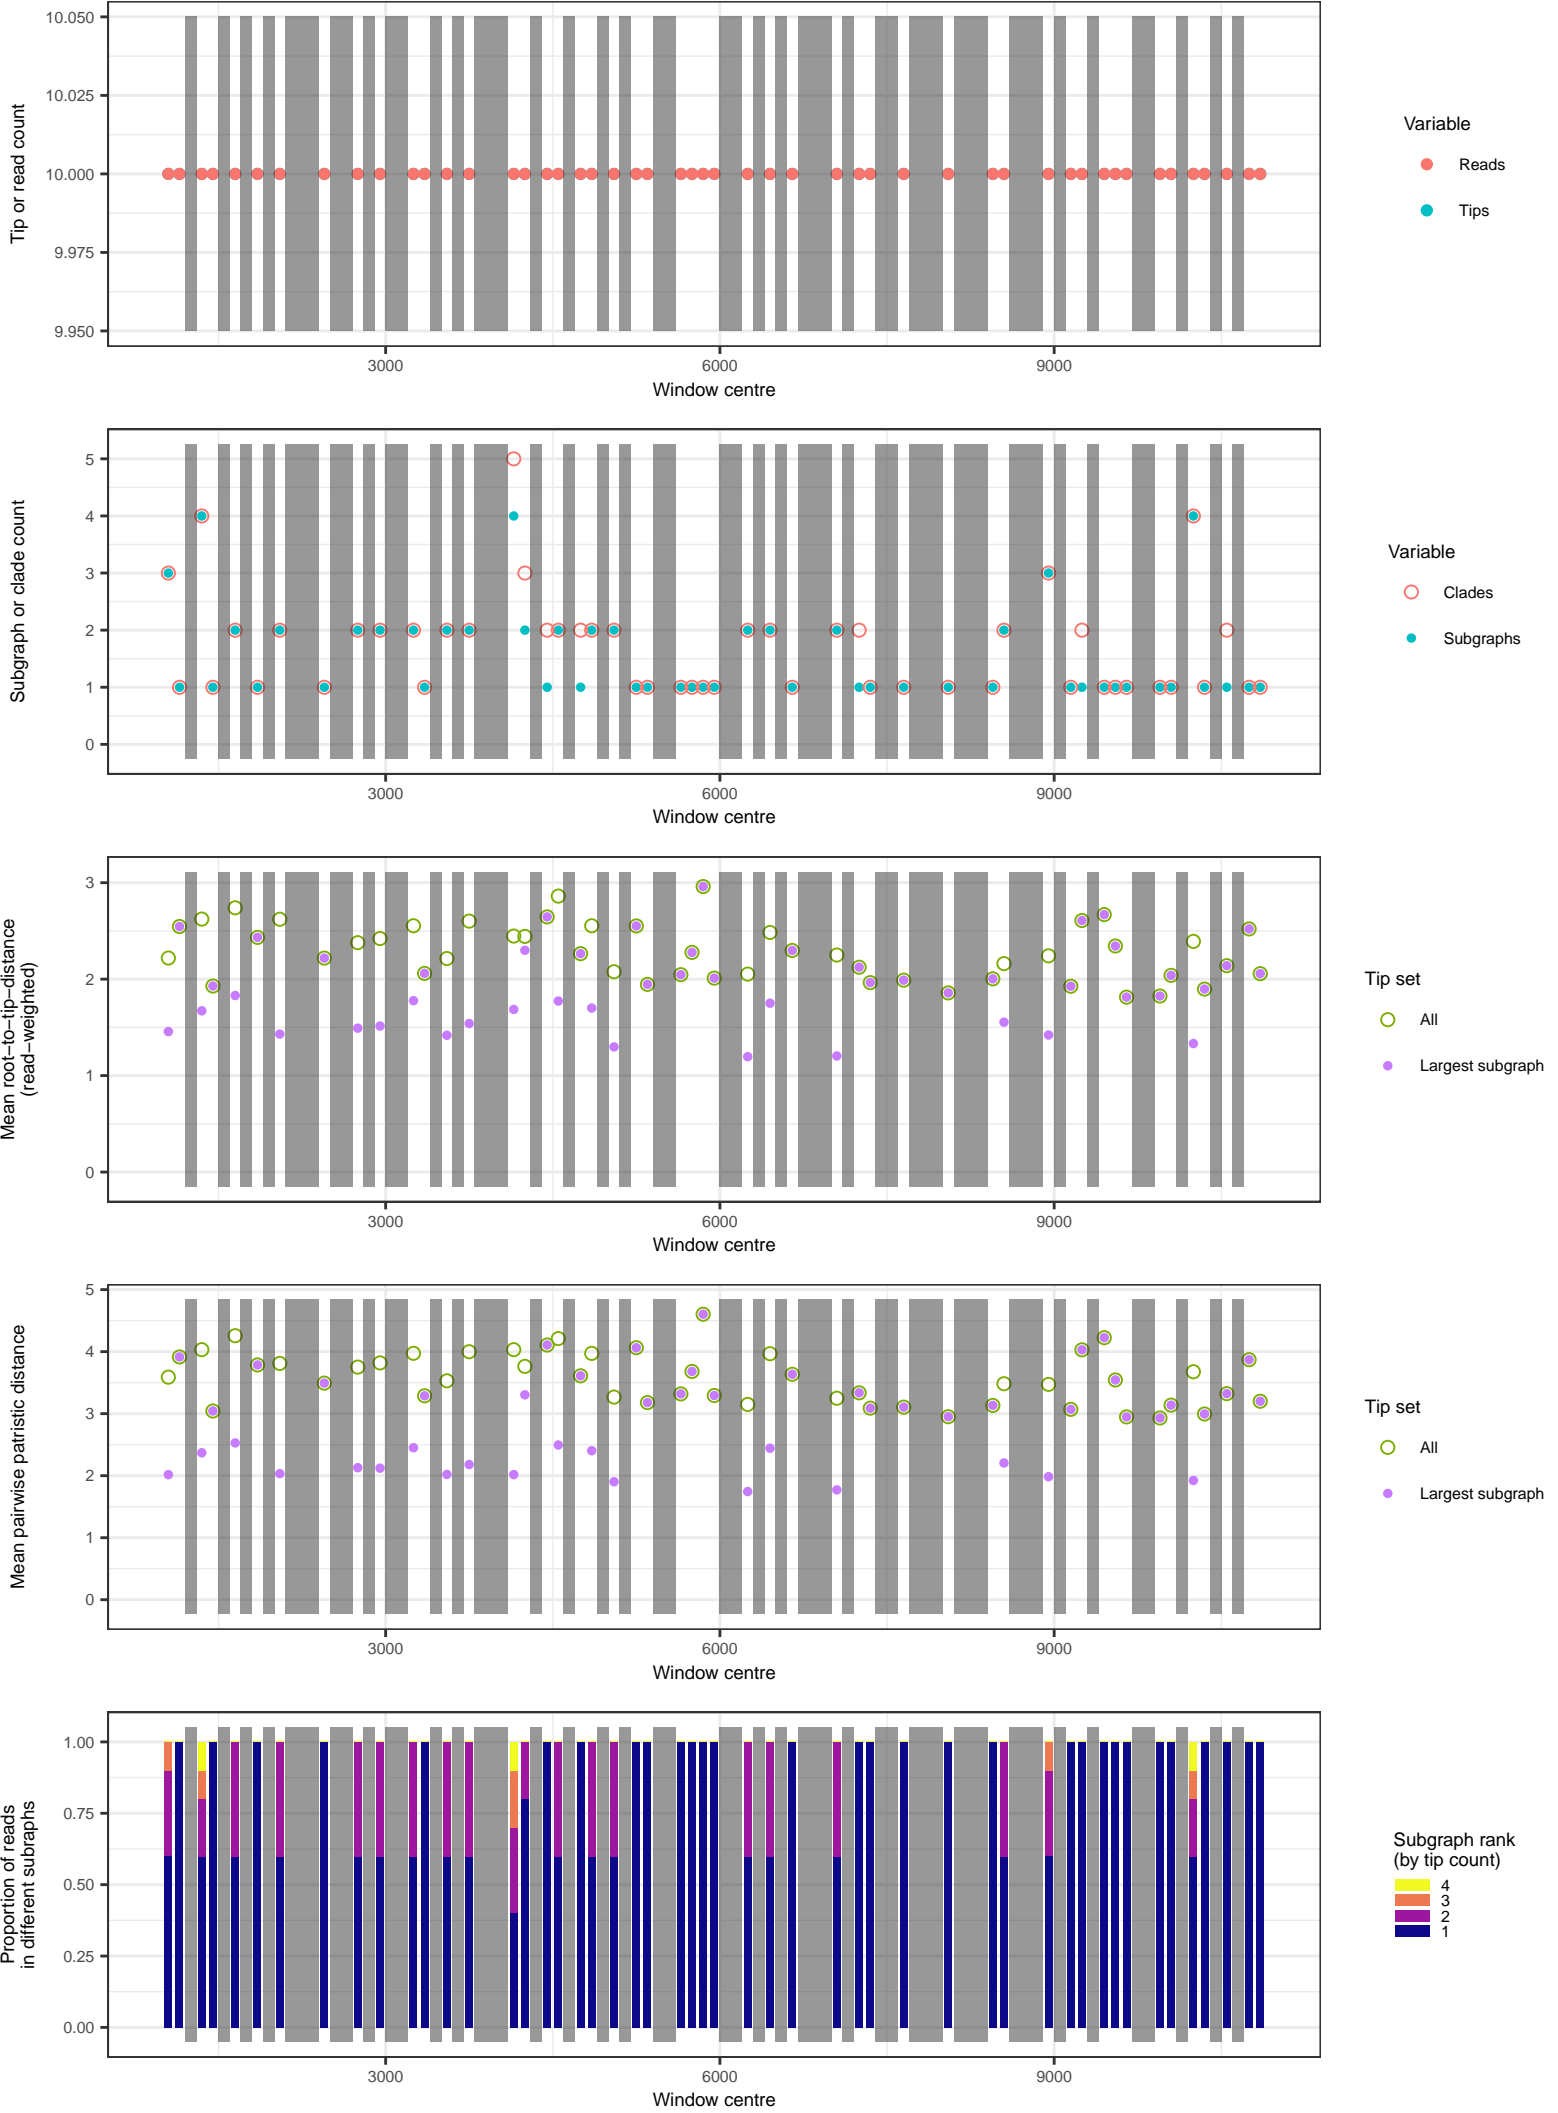 10.050
10.025
10.000
9.975
9.950
Tip or read count
3000
6000
9000
Window centre
Variable
Reads
Tips
5
4
3
2
1
0
Subgraph or clade count
3000
6000
9000
Window centre
Variable
Clades
Subgraphs
3
2
1
0
Mean root−to−tip−distance
(read−weighted)
3000
6000
9000
Window centre
Tip set
All
Largest subgraph
5
4
3
2
1
0
Mean pairwise patristic distance
3000
6000
9000
Window centre
Tip set
All
Largest subgraph
1.00
0.75
0.50
0.25
0.00
Proportion of reads
in different subraphs
3000
6000
9000
Window centre
Subgraph rank
(by tip count)
4
3
2
1